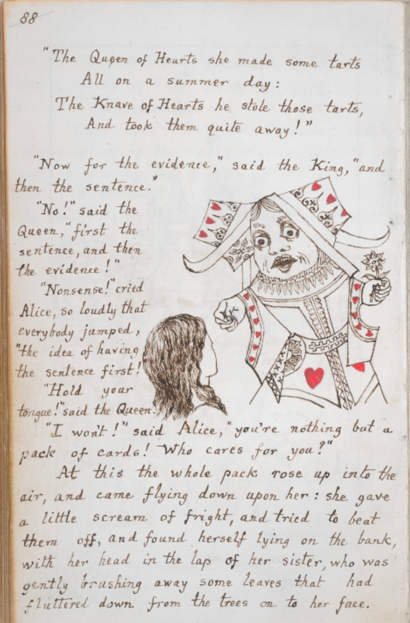 88
"The Queen of Hearts she made some tarts
All on a summer day:
The Knave of Hearts he stole those tarts,
And took them quite away!"
"Now for the evidence," said the King, "and
then the sentence."
"No!" said the
Queen, "first the
sentence, and then
the evidence!"
"Nonsense!" cried
Alice, so loudly that
everybody jumped,
"the idea of having
the sentence first!
"Hold your
tongue!" said the Queen.
"I won't!" said Alice, "you're nothing but a
pack of cards! Who cares for you?"
At this the whole pack rose up into the
air, and came flying down upon her: she gave
a little scream of fright, and tried to beat
them off, and found herself lying on the bank,
with her head in the lap of her sister, who was
gently brushing away some leaves that had
fluttered down from the trees on to her face.